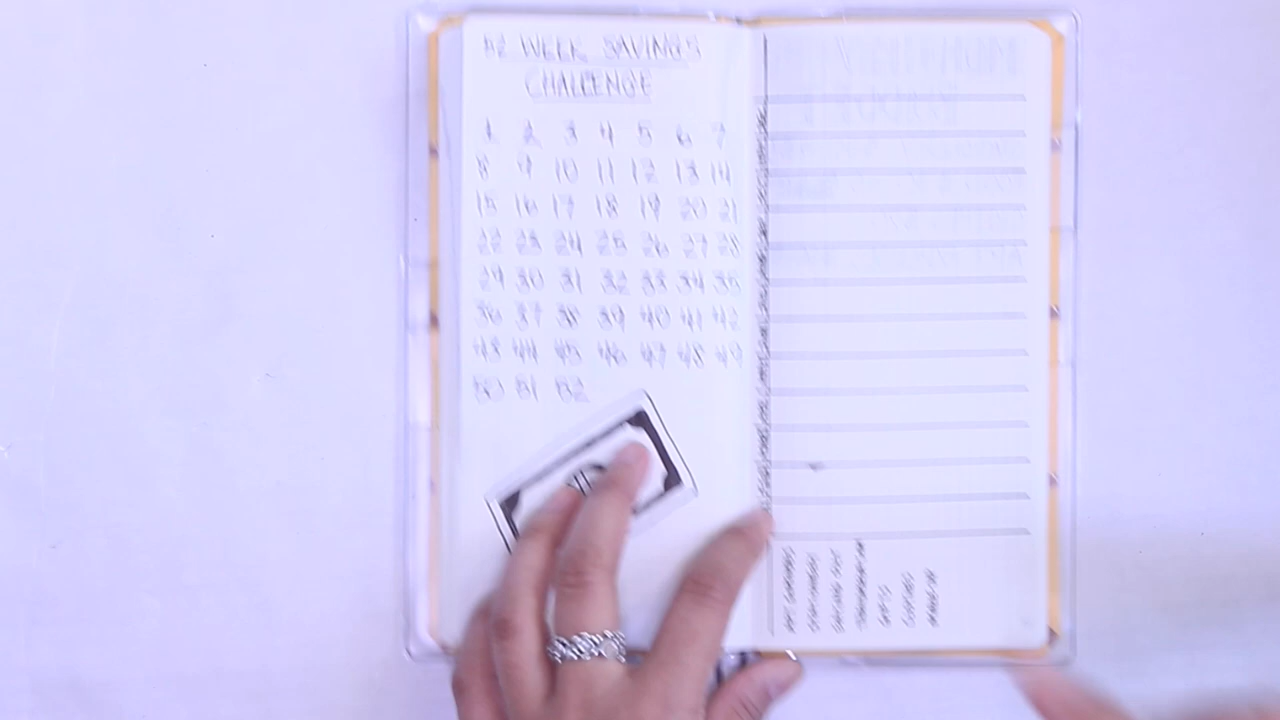 52 WEEK SAVINGS
CHALLENGE
1 2 3 4 5 6 7
8 9 10 11 12 13 14
15 16 17 18 19 20 21
22 23 24 25 26 27 28
29 30 31 32 33 34 35
36 37 38 39 40 41 42
43 44 45 46 47 48 49
50 51 52